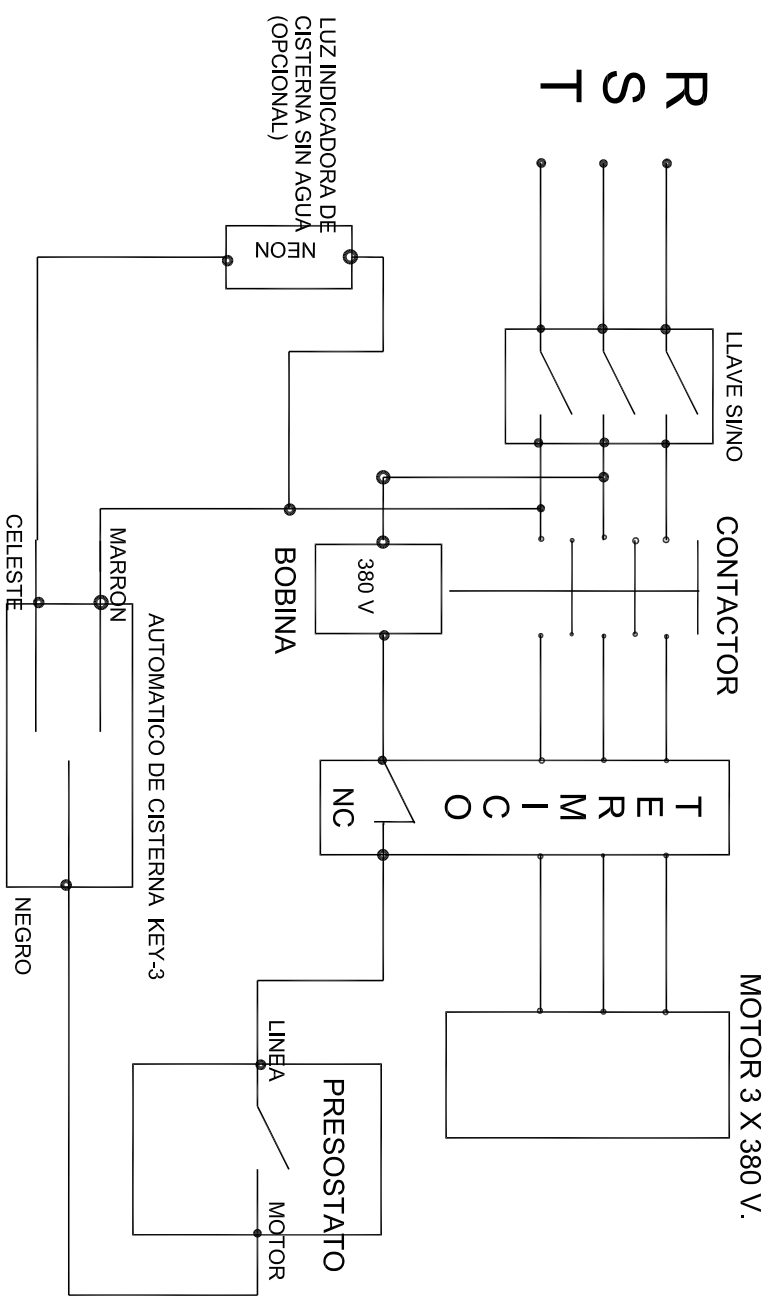 R
S
T
LLAVE SI/NO
CONTACTOR
MOTOR 3 X 380 V.
TERMICO
NC
LUZ INDICADORA DE
CISTERNA SIN AGUA
(OPCIONAL)
NEON
380 V
BOBINA
PRESOSTATO
LINEA
MOTOR
AUTOMATICO DE CISTERNA KEY-3
MARRON
CELESTE
NEGRO